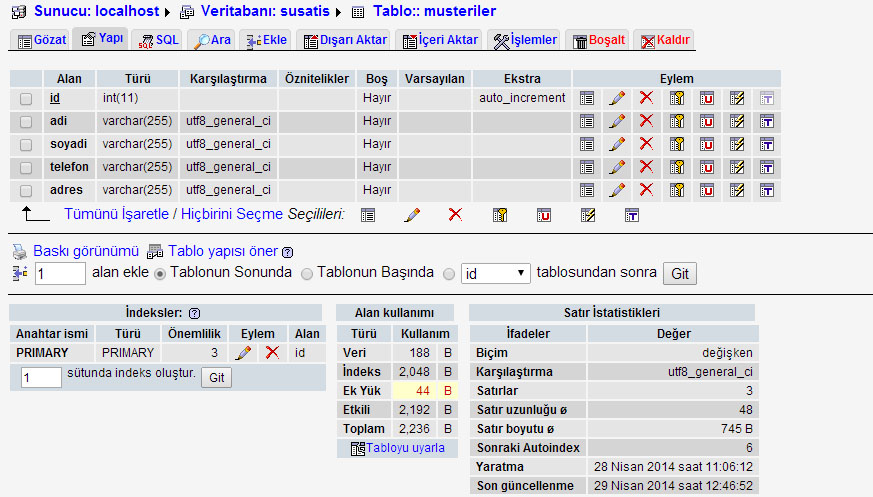 Sunucu: localhost Veritabanı: susatis Tablo:: musteriler
Gözat Yapı SQL Ara Ekle Dışarı Aktar İçeri Aktar İşlemler Boşalt Kaldır
Alan Türü Karşılaştırma Öznitelikler Boş Varsayılan Ekstra Eylem
id int(11) Hayır auto_increment
adi varchar(255) utf8_general_ci Hayır
soyadi varchar(255) utf8_general_ci Hayır
telefon varchar(255) utf8_general_ci Hayır
adres varchar(255) utf8_general_ci Hayır
Tümünü İşaretle / Hiçbirini Seçme Seçilileri:
Baskı görünümü Tablo yapısı öner
1 alan ekle Tablonun Sonunda Tablonun Başında id tablosundan sonra Git
İndeksler:
Anahtar ismi Türü Önemlilik Eylem Alan
PRIMARY PRIMARY 3 id
1 sütunda indeks oluştur. Git
Alan kullanımı
Türü Kullanım
Veri 188 B
İndeks 2,048 B
Ek Yük 44 B
Etkili 2,192 B
Toplam 2,236 B
Tabloyu uyarla
Satır İstatistikleri
İfadeler Değer
Biçim değişken
Karşılaştırma utf8_general_ci
Satırlar 3
Satır uzunluğu ø 48
Satır boyutu ø 745 B
Sonraki Autoindex 6
Yaratma 28 Nisan 2014 saat 11:06:12
Son güncellenme 29 Nisan 2014 saat 12:46:52